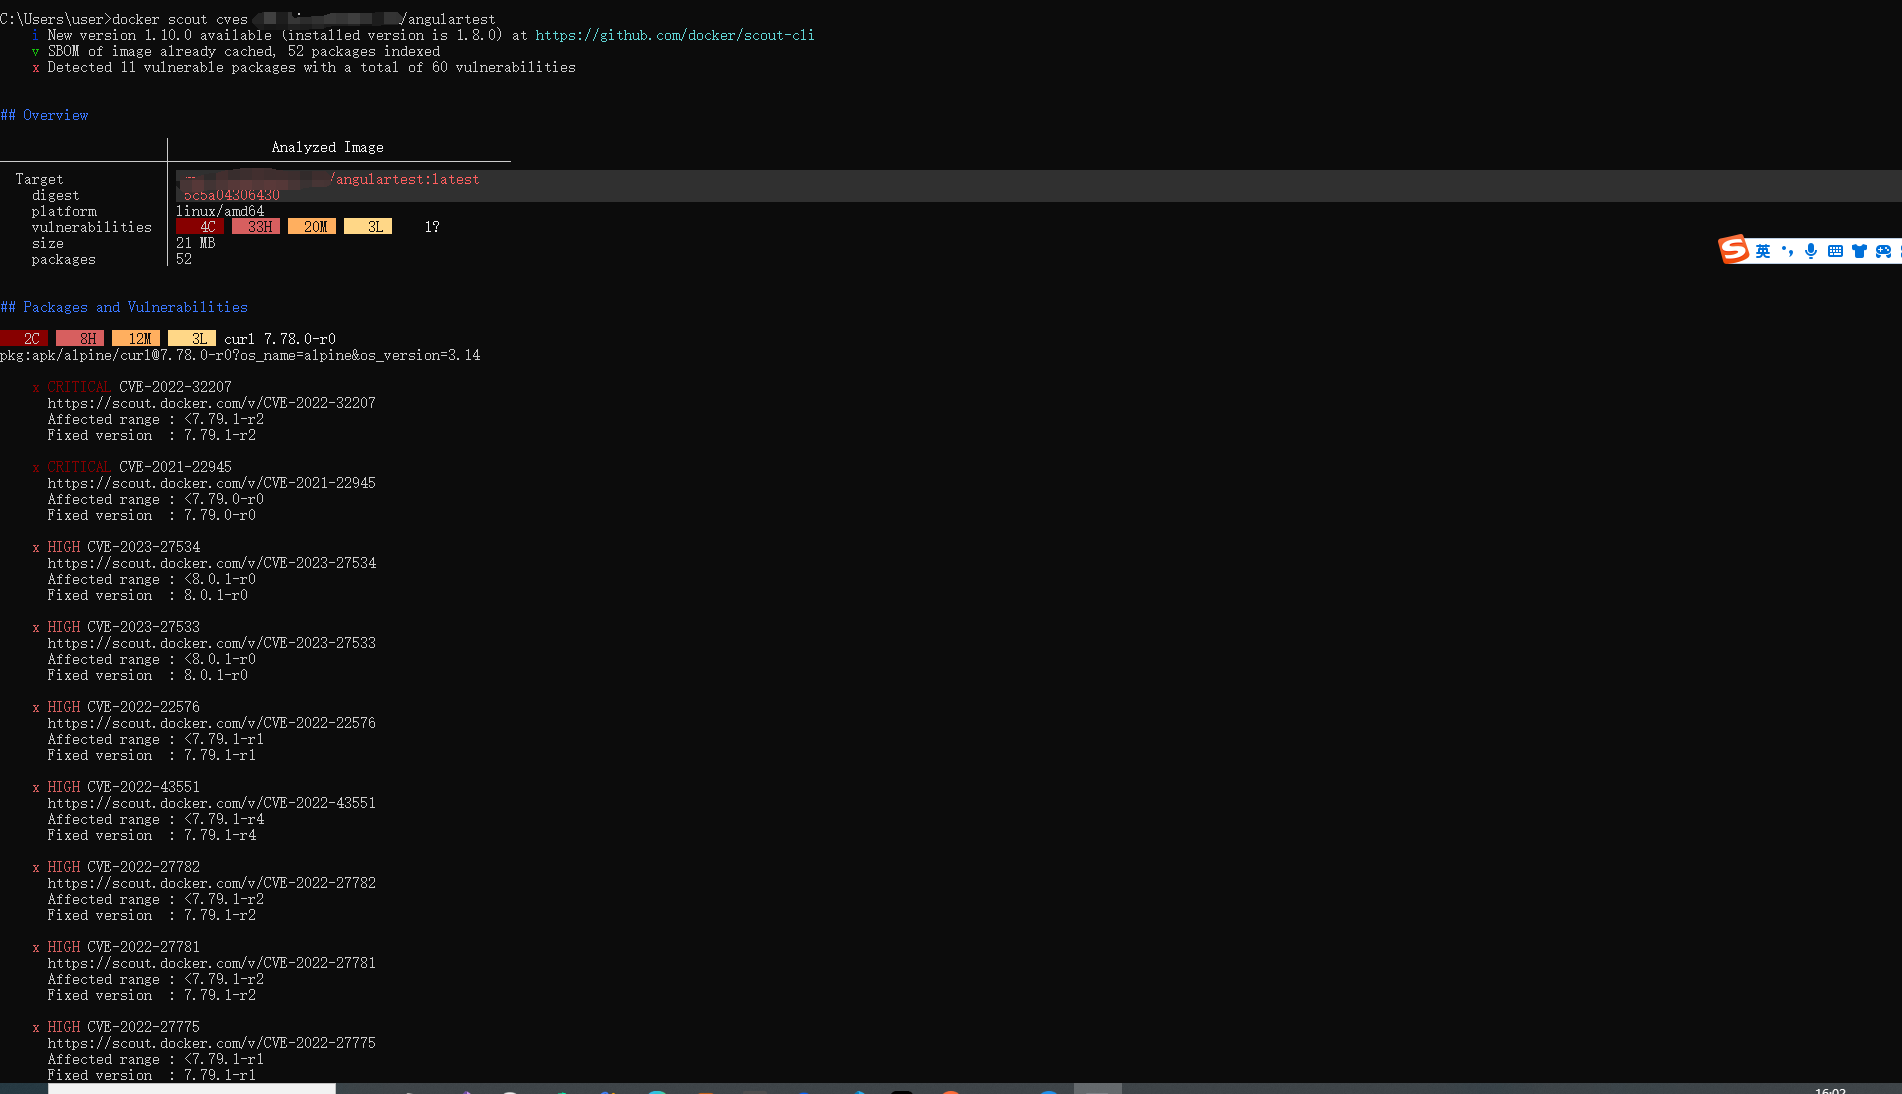 C:\Users\user>docker scout cves /angulartest
i New version 1.10.0 available (installed version is 1.8.0) at https://github.com/docker/scout-cli
v SBOM of image already cached, 52 packages indexed
x Detected 11 vulnerable packages with a total of 60 vulnerabilities
## Overview
Analyzed Image
Target /angulartest:latest
digest 5c5a04306430
platform linux/amd64
vulnerabilities 4C 33H 20M 3L 1?
size 21 MB
packages 52
英
## Packages and Vulnerabilities
2C 8H 12M 3L curl 7.78.0-r0
pkg:apk/alpine/curl@7.78.0-r0?os_name=alpine&os_version=3.14
x CRITICAL CVE-2022-32207
https://scout.docker.com/v/CVE-2022-32207
Affected range : <7.79.1-r2
Fixed version : 7.79.1-r2
x CRITICAL CVE-2021-22945
https://scout.docker.com/v/CVE-2021-22945
Affected range : <7.79.0-r0
Fixed version : 7.79.0-r0
x HIGH CVE-2023-27534
https://scout.docker.com/v/CVE-2023-27534
Affected range : <8.0.1-r0
Fixed version : 8.0.1-r0
x HIGH CVE-2023-27533
https://scout.docker.com/v/CVE-2023-27533
Affected range : <8.0.1-r0
Fixed version : 8.0.1-r0
x HIGH CVE-2022-22576
https://scout.docker.com/v/CVE-2022-22576
Affected range : <7.79.1-r1
Fixed version : 7.79.1-r1
x HIGH CVE-2022-43551
https://scout.docker.com/v/CVE-2022-43551
Affected range : <7.79.1-r4
Fixed version : 7.79.1-r4
x HIGH CVE-2022-27782
https://scout.docker.com/v/CVE-2022-27782
Affected range : <7.79.1-r2
Fixed version : 7.79.1-r2
x HIGH CVE-2022-27781
https://scout.docker.com/v/CVE-2022-27781
Affected range : <7.79.1-r2
Fixed version : 7.79.1-r2
x HIGH CVE-2022-27775
https://scout.docker.com/v/CVE-2022-27775
Affected range : <7.79.1-r1
Fixed version : 7.79.1-r1